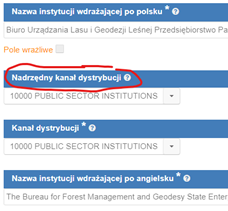 Nazwa instytucji wdrażającej po polsku * ?
Biuro Urządzania Lasu i Geodezji Leśnej Przedsiębiorstwo Pa
Pole wrażliwe
Nadrzędny kanał dystrybucji ?
10000 PUBLIC SECTOR INSTITUTIONS
Kanał dystrybucji * ?
10000 PUBLIC SECTOR INSTITUTIONS
Nazwa instytucji wdrażającej po angielsku * ?
The Bureau for Forest Management and Geodesy State Enter